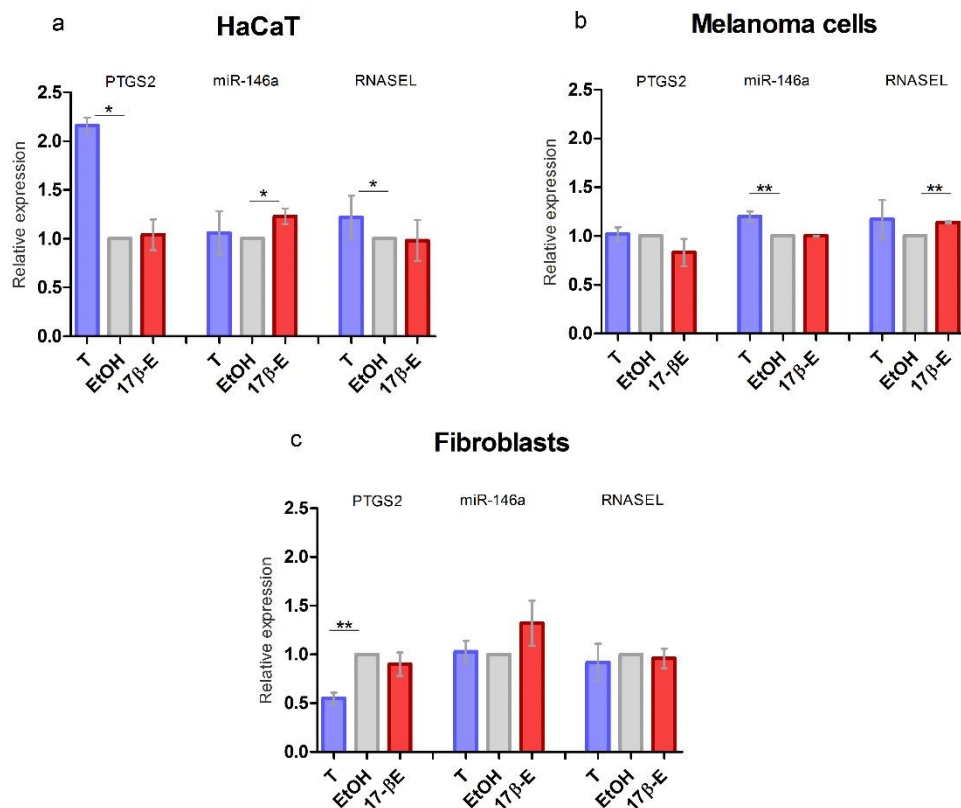 a
HaCaT
PTGS2 miR-146a RNASEL
*
*
*
Relative expression
2.5
2.0
1.5
1.0
0.5
0.0
T EtOH 17β-E T EtOH 17β-E T EtOH 17β-E
b
Melanoma cells
PTGS2 miR-146a RNASEL
** **
Relative expression
2.5
2.0
1.5
1.0
0.5
0.0
T EtOH 17-βE T EtOH 17β-E T EtOH 17β-E
c
Fibroblasts
PTGS2 miR-146a RNASEL
**
Relative expression
2.5
2.0
1.5
1.0
0.5
0.0
T EtOH 17-βE T EtOH 17β-E T EtOH 17β-E